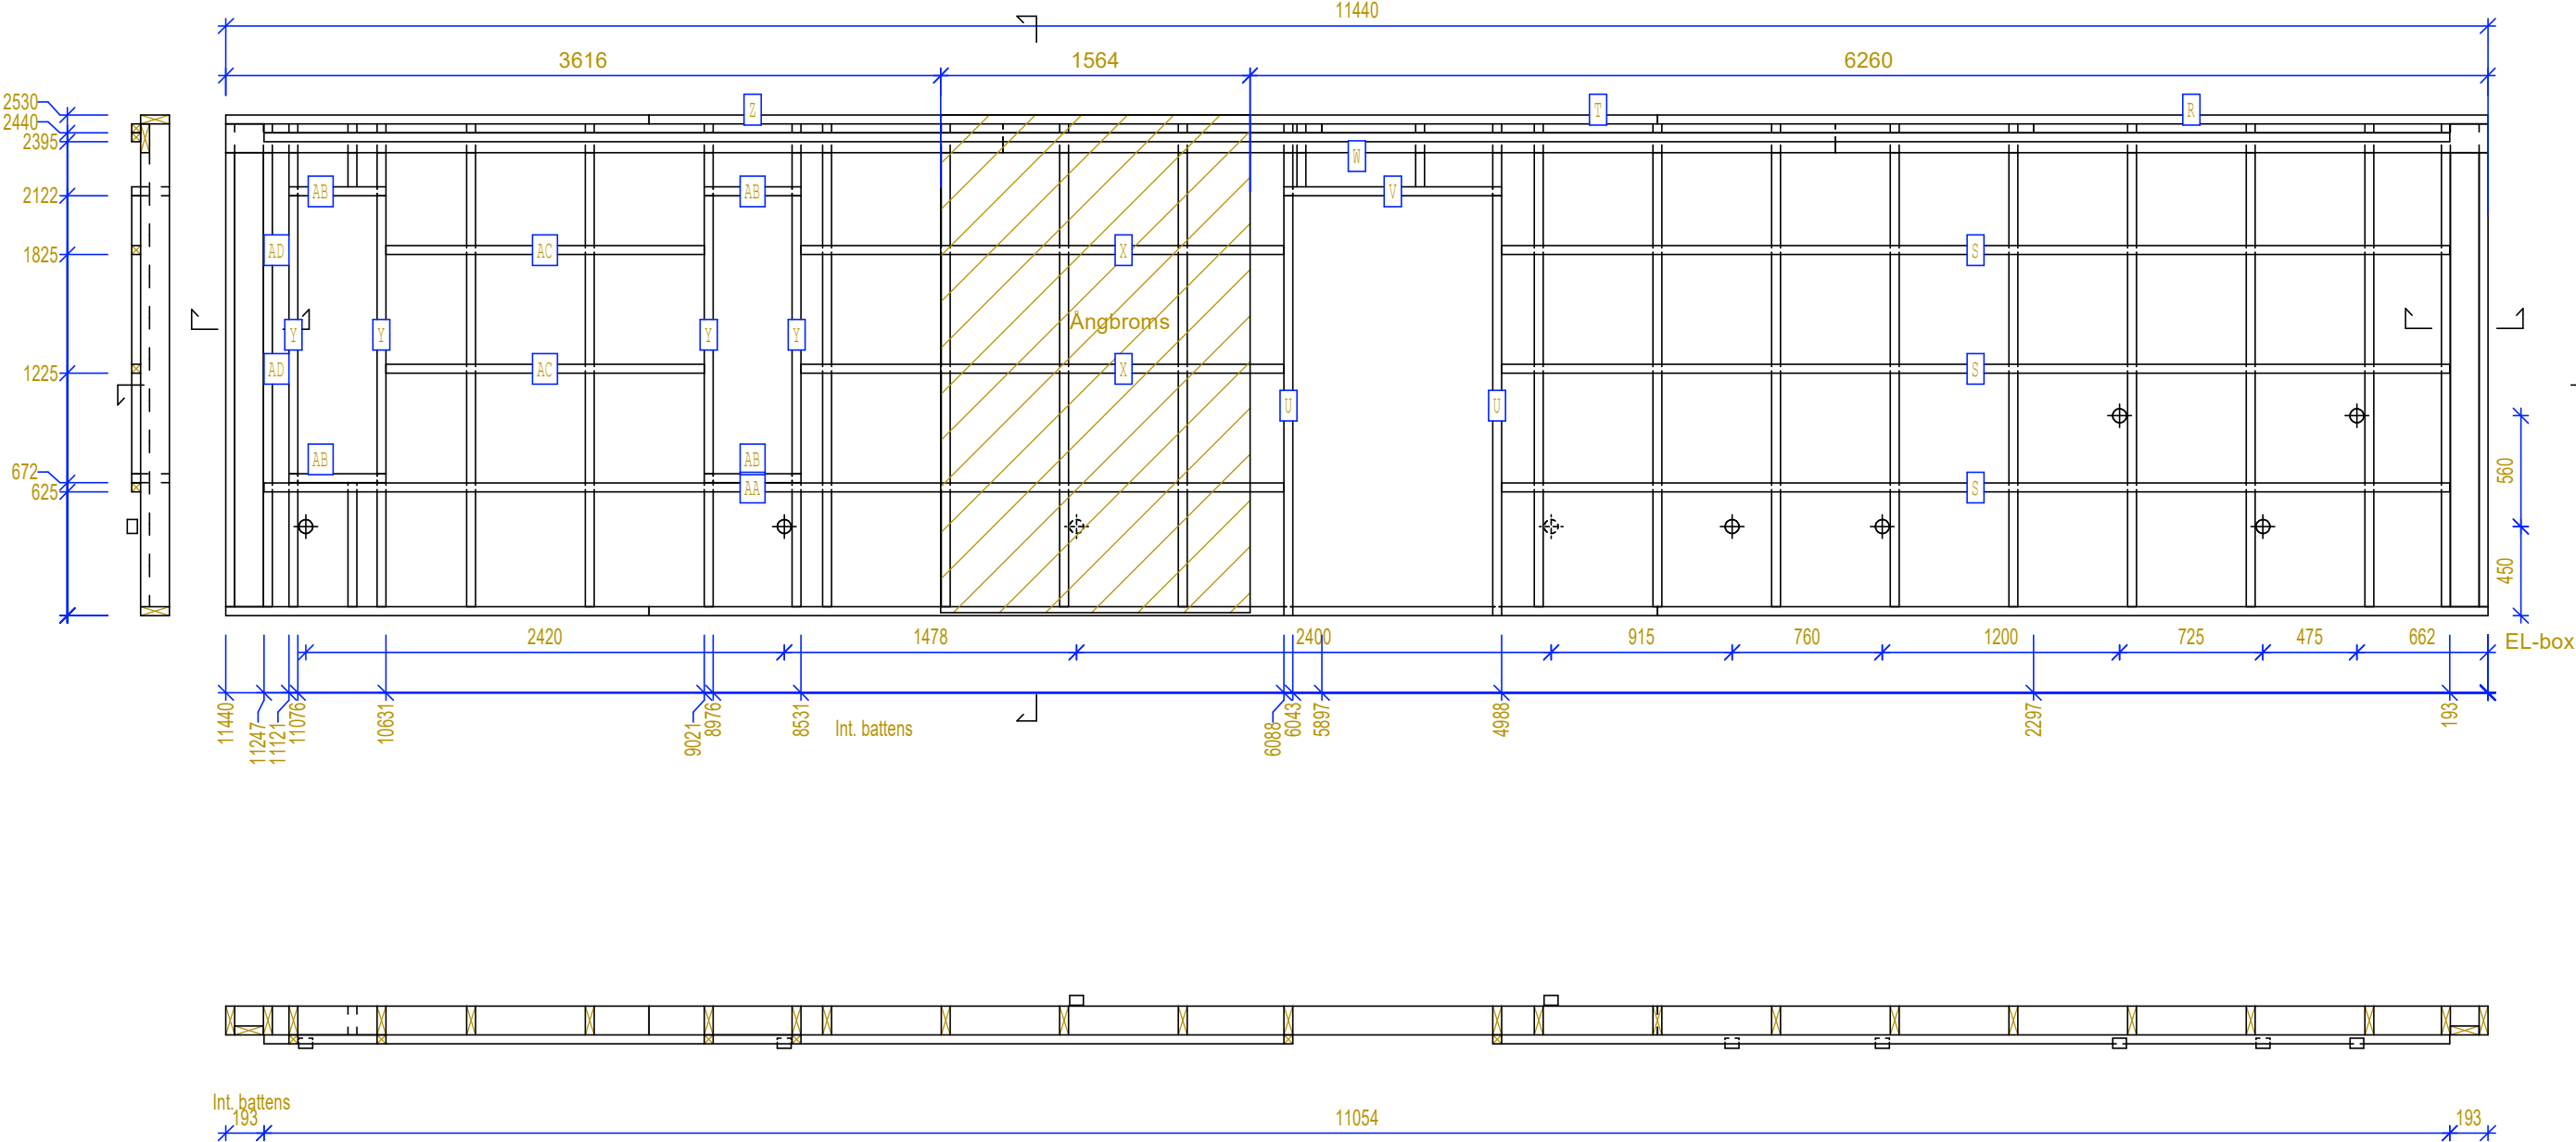 11440
3616 1564 6260
2530
2440
2395
2122
1825
1225
672
625
Z T R
W
AB AB V
AD AC X S
Ångbroms
Y Y Y Y
AD AC X S
U U
AB AB
AA S
560
450
2420 1478 2400 915 760 1200 725 475 662 EL-box
11440 11247 11121 11076 10631 9021 8976 8531 6088 6043 5897 4988 2297 193
Int. battens
Int. battens
193 11054 193